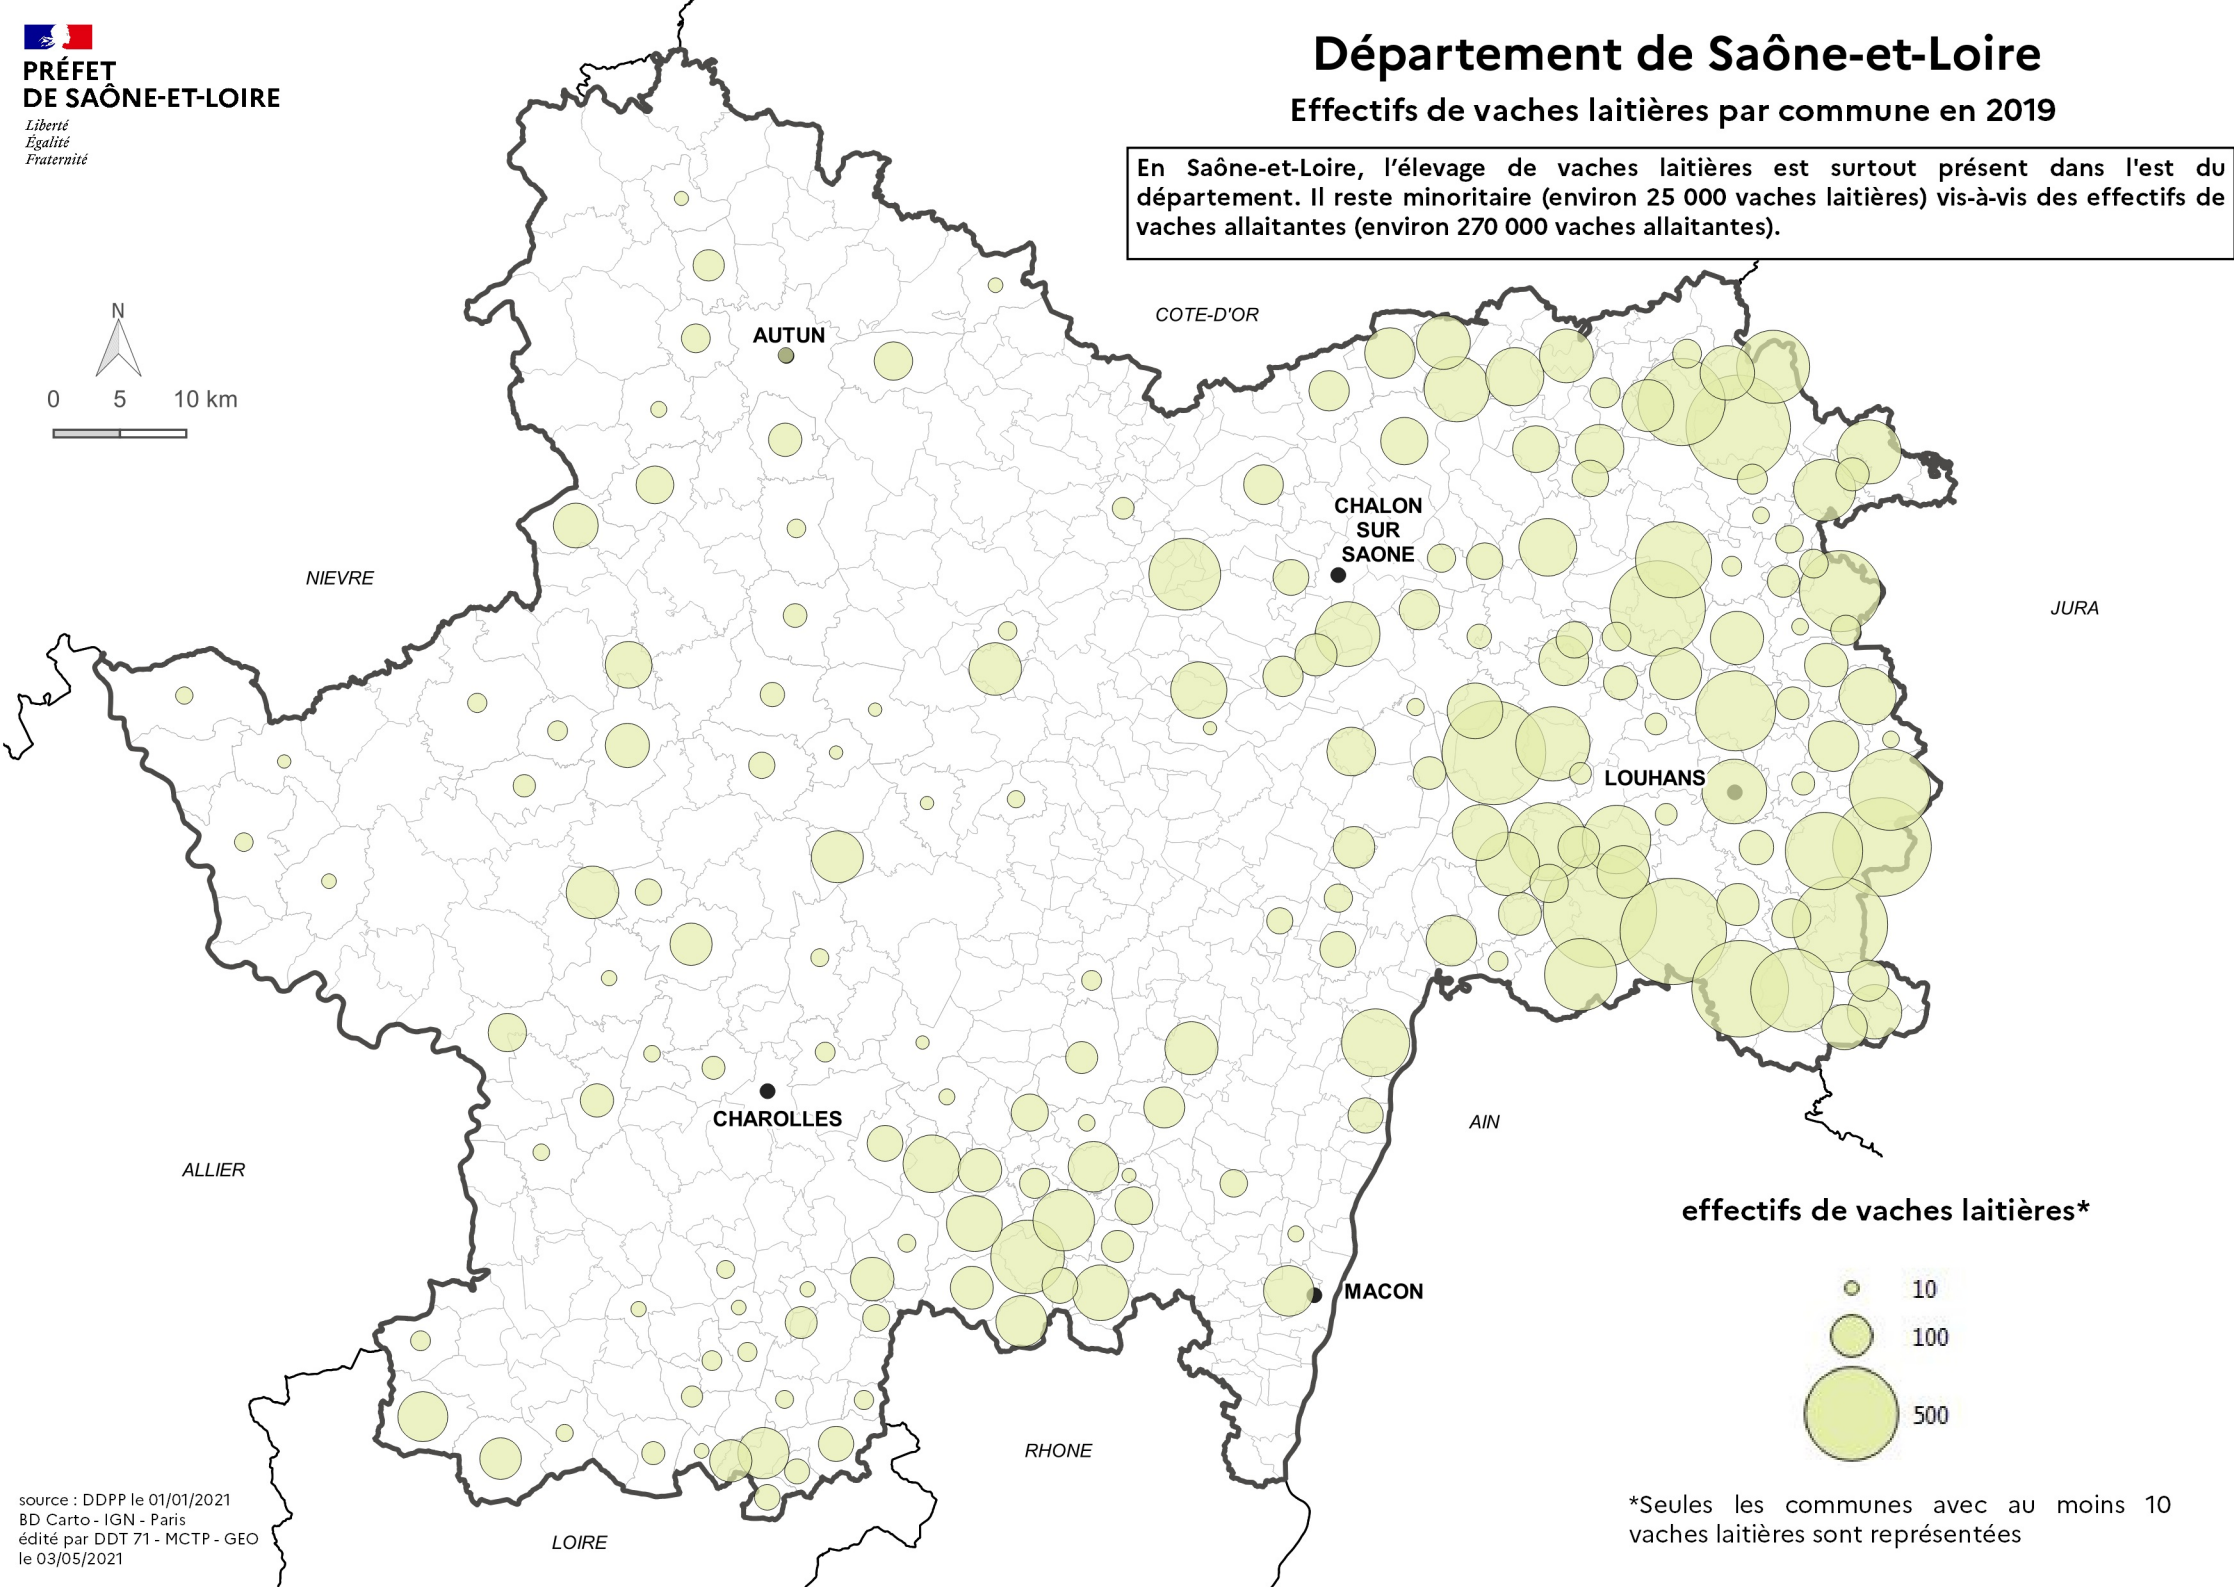 PRÉFET
DE SAÔNE-ET-LOIRE
Liberté
Égalité
Fraternité
Département de Saône-et-Loire
Effectifs de vaches laitières par commune en 2019
En Saône-et-Loire, l’élevage de vaches laitières est surtout présent dans l'est du
département. Il reste minoritaire (environ 25 000 vaches laitières) vis-à-vis des effectifs de
vaches allaitantes (environ 270 000 vaches allaitantes).
N
0 5 10 km
COTE-D'OR
AUTUN
CHALON
SUR
SAONE
NIEVRE
JURA
LOUHANS
CHAROLLES
AIN
ALLIER
MACON
RHONE
LOIRE
effectifs de vaches laitières*
10
100
500
*Seules les communes avec au moins 10
vaches laitières sont représentées
source : DDPP le 01/01/2021
BD Carto - IGN - Paris
édité par DDT 71 - MCTP - GEO
le 03/05/2021